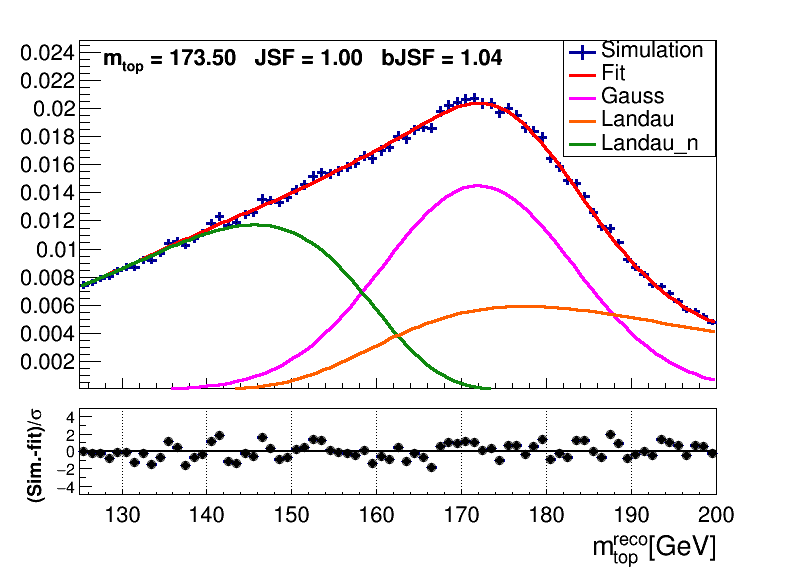 m_top = 173.50 JSF = 1.00 bJSF = 1.04
Simulation
Fit
Gauss
Landau
Landau_n
0.024
0.022
0.02
0.018
0.016
0.014
0.012
0.01
0.008
0.006
0.004
0.002
(Sim.-fit)/σ
4
2
0
−2
−4
130 140 150 160 170 180 190 200
m_top^reco[GeV]